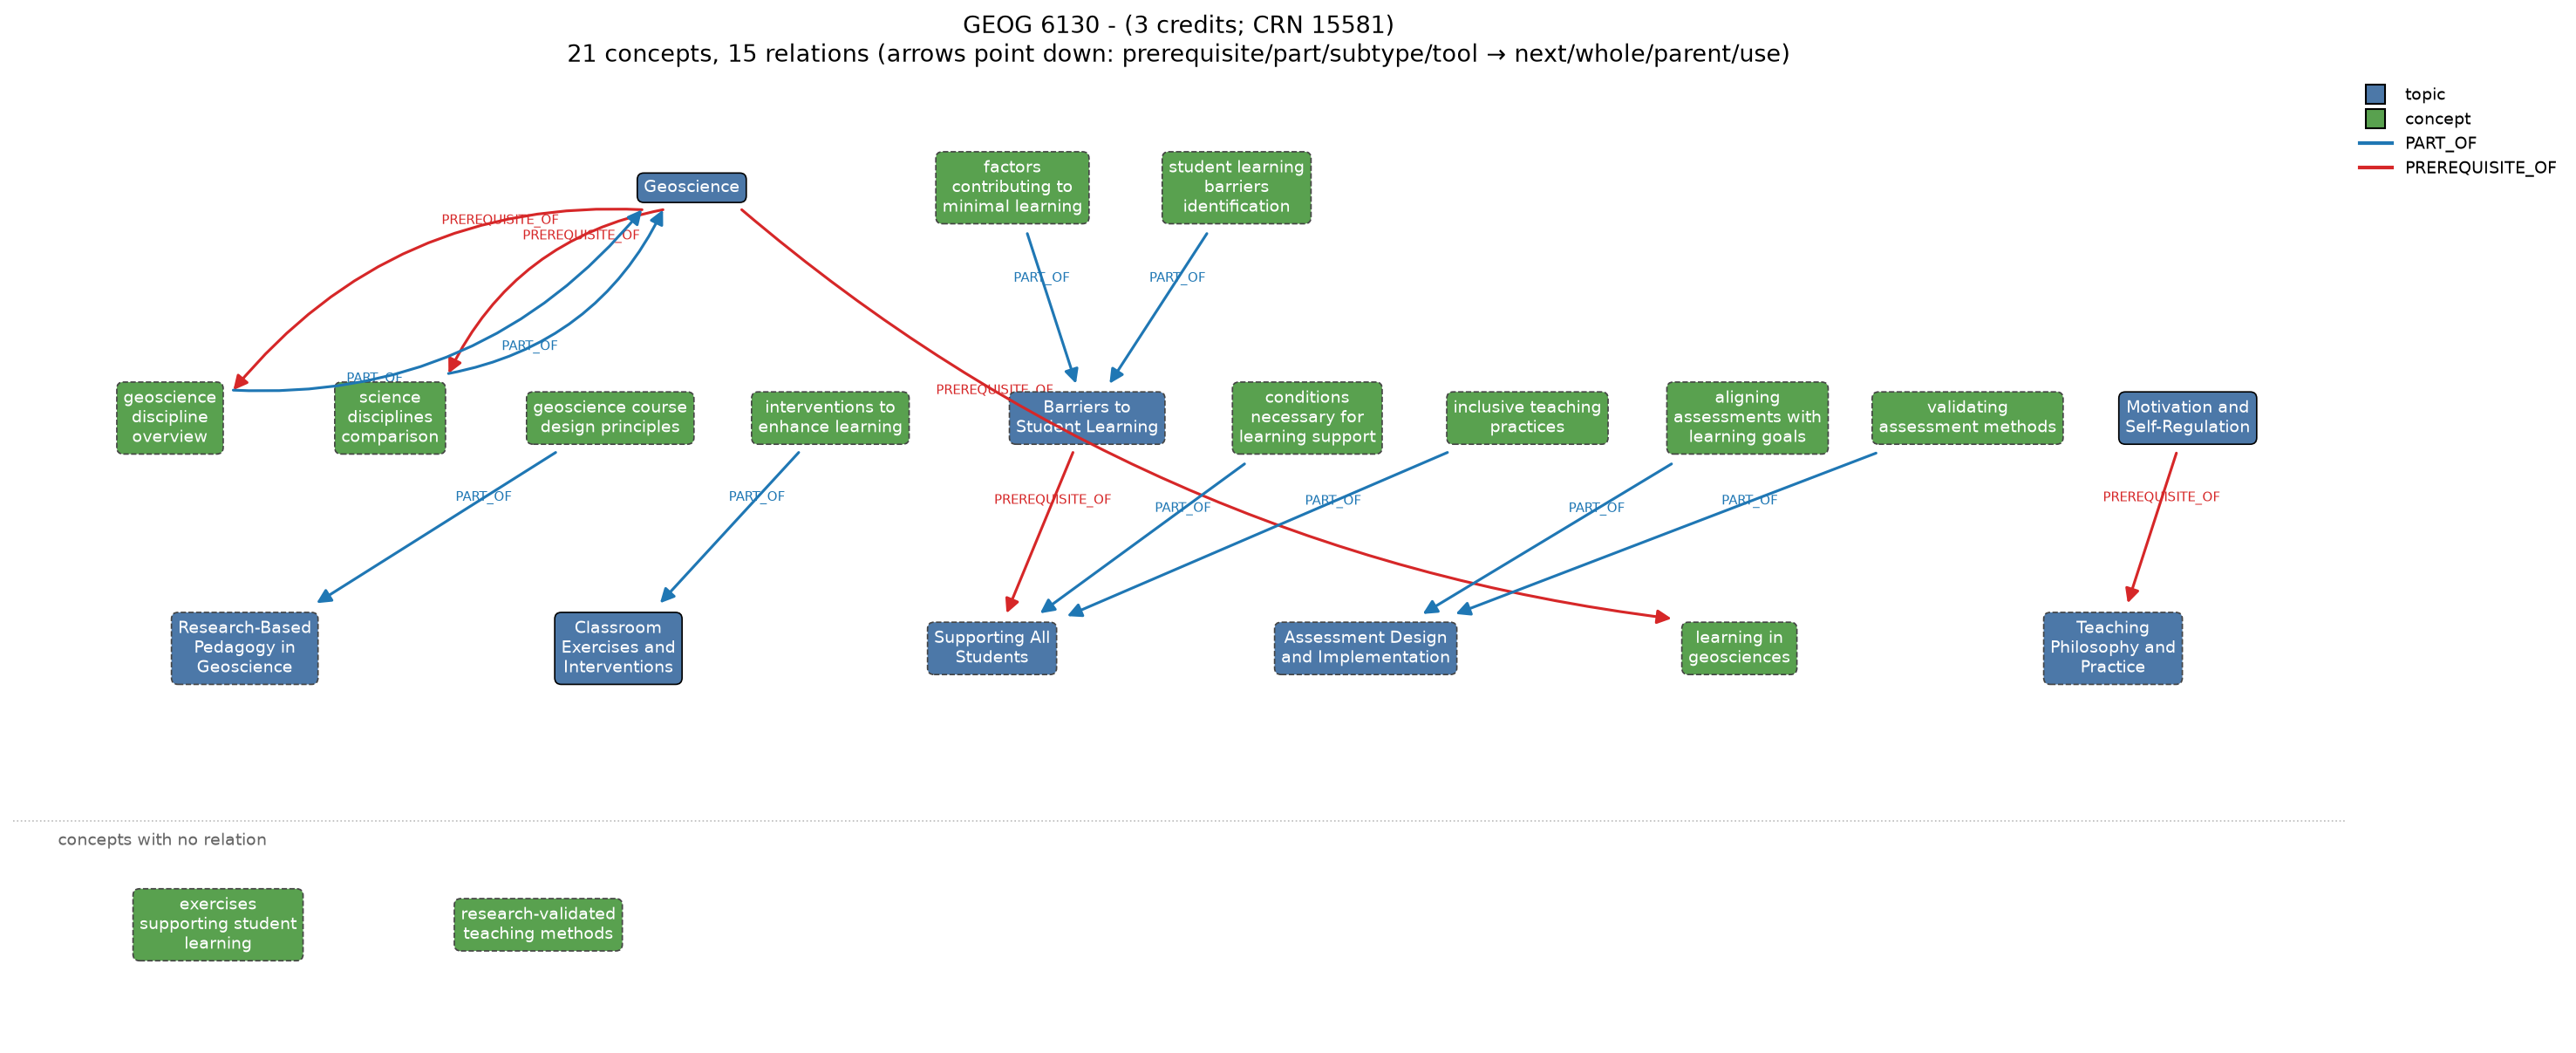 GEOG 6130 - (3 credits; CRN 15581)
21 concepts, 15 relations (arrows point down: prerequisite/part/subtype/tool → next/whole/parent/use)
topic
concept
PART_OF
PREREQUISITE_OF
factors
contributing to
minimal learning
student learning
barriers
identification
Geoscience
PREREQUISITE_OF
PREREQUISITE_OF
PART_OF
PART_OF
PART_OF
PART_OF
PREREQUISITE_OF
geoscience
discipline
overview
science
disciplines
comparison
geoscience course
design principles
interventions to
enhance learning
Barriers to
Student Learning
conditions
necessary for
learning support
inclusive teaching
practices
aligning
assessments with
learning goals
validating
assessment methods
Motivation and
Self-Regulation
PART_OF
PART_OF
PREREQUISITE_OF
PART_OF
PART_OF
PART_OF
PART_OF
PREREQUISITE_OF
Research-Based
Pedagogy in
Geoscience
Classroom
Exercises and
Interventions
Supporting All
Students
Assessment Design
and Implementation
learning in
geosciences
Teaching
Philosophy and
Practice
concepts with no relation
exercises
supporting student
learning
research-validated
teaching methods